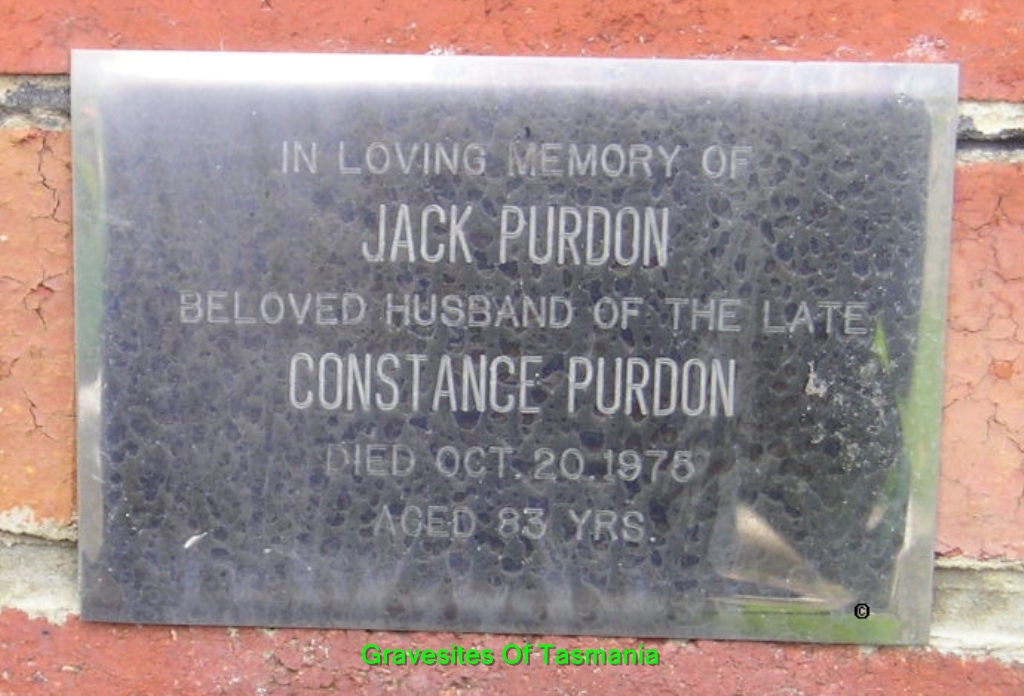 IN LOVING MEMORY OF
JACK PURDON
BELOVED HUSBAND OF THE LATE
CONSTANCE PURDON
DIED OCT. 20. 1975
AGED 83 YRS.
©
Gravesites Of Tasmania